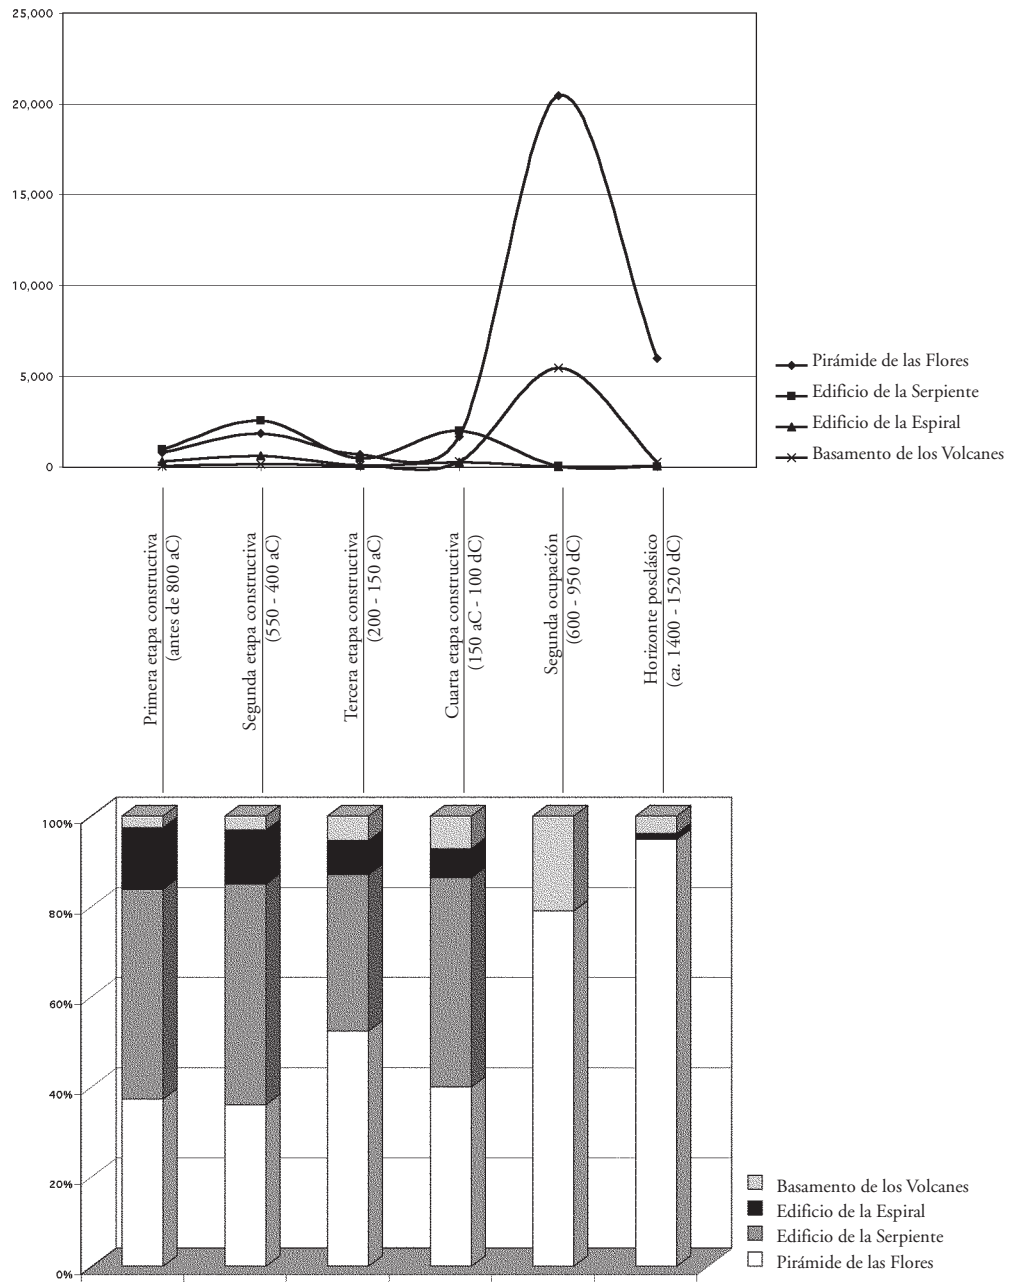 25,000
20,000
15,000
10,000
5,000
0
Pirámide de las Flores
Edificio de la Serpiente
Edificio de la Espiral
Basamento de los Volcanes
Primera etapa constructiva
(antes de 800 aC)
Segunda etapa constructiva
(550 - 400 aC)
Tercera etapa constructiva
(200 - 150 aC)
Cuarta etapa constructiva
(150 aC - 100 dC)
Segunda ocupación
(600 - 950 dC)
Horizonte posclásico
(ca. 1400 - 1520 dC)
100%
80%
60%
40%
20%
0%
Basamento de los Volcanes
Edificio de la Espiral
Edificio de la Serpiente
Pirámide de las Flores